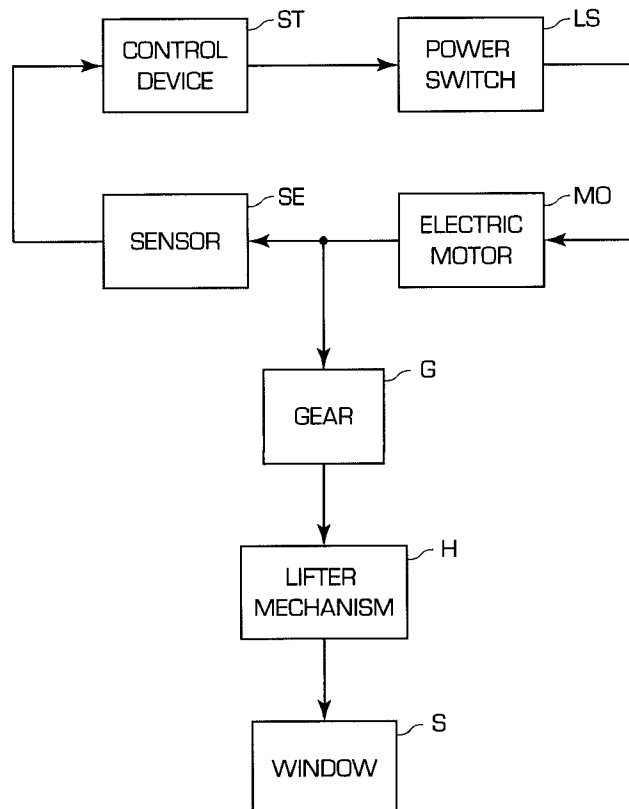 ST
CONTROL
DEVICE
LS
POWER
SWITCH
SE
SENSOR
MO
ELECTRIC
MOTOR
G
GEAR
H
LIFTER
MECHANISM
S
WINDOW